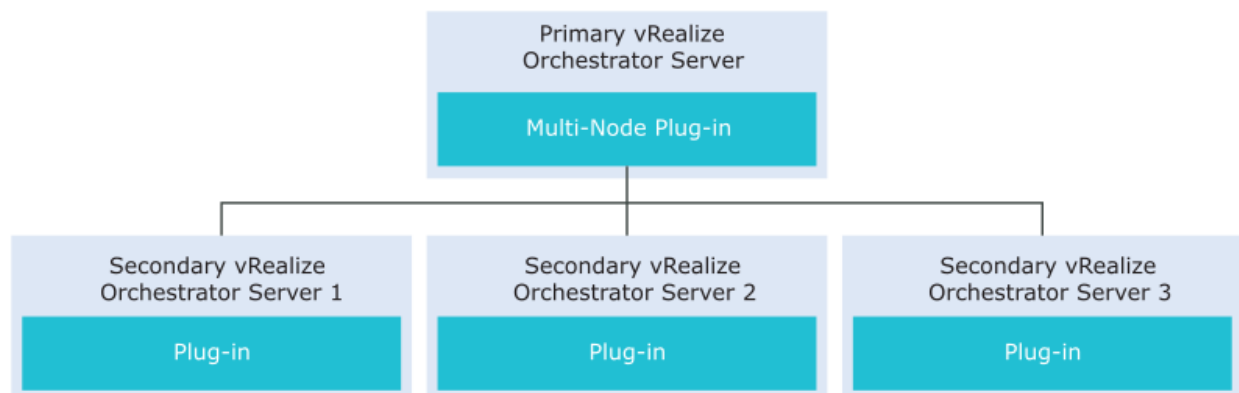 Primary vRealize
Orchestrator Server
Multi-Node Plug-in
Secondary vRealize
Orchestrator Server 1
Plug-in
Secondary vRealize
Orchestrator Server 2
Plug-in
Secondary vRealize
Orchestrator Server 3
Plug-in